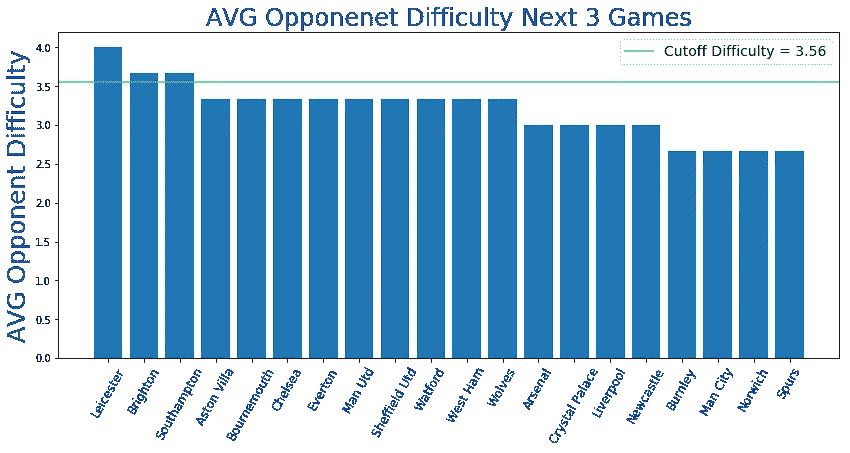 AVG Opponenet Difficulty Next 3 Games
Cutoff Difficulty = 3.56
AVG Opponent Difficulty
4.0
3.5
3.0
2.5
2.0
1.5
1.0
0.5
0.0
Leicester
Brighton
Southampton
Aston Villa
Bournemouth
Chelsea
Everton
Man Utd
Sheffield Utd
Watford
West Ham
Wolves
Arsenal
Crystal Palace
Liverpool
Newcastle
Burnley
Man City
Norwich
Spurs